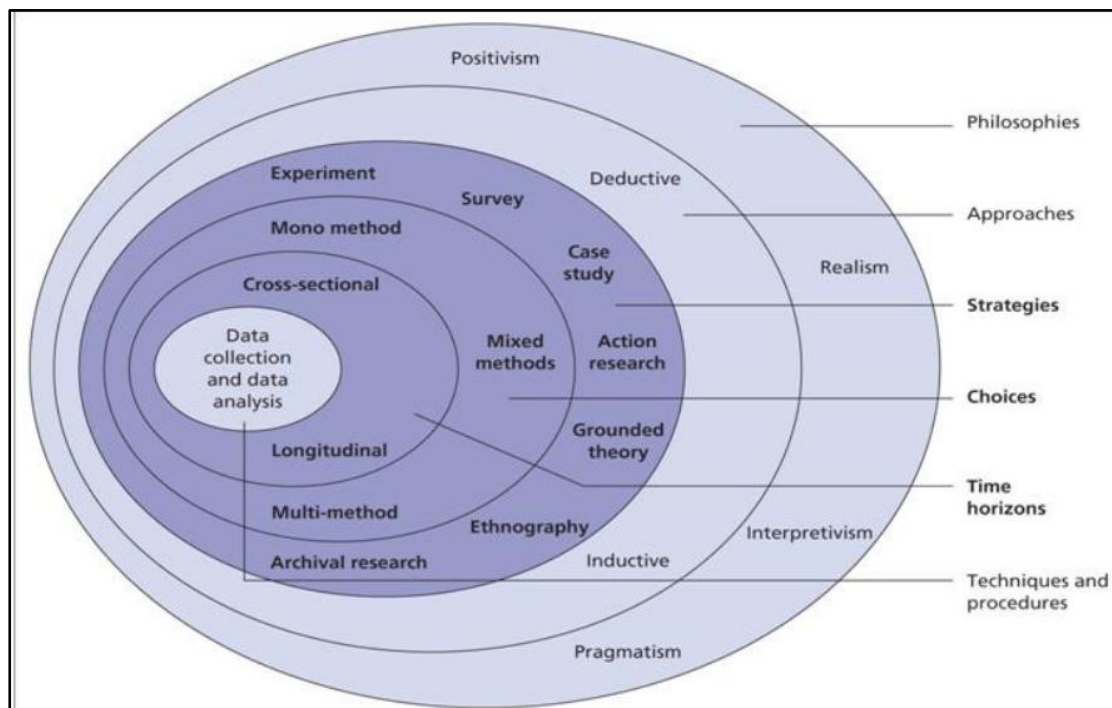 Positivism
Philosophies
Experiment
Deductive
Survey
Approaches
Mono method
Case
study
Realism
Cross-sectional
Strategies
Data
collection
and data
analysis
Mixed
methods
Action
research
Choices
Grounded
theory
Longitudinal
Time
horizons
Multi-method
Ethnography
Interpretivism
Archival research
Inductive
Techniques and
procedures
Pragmatism